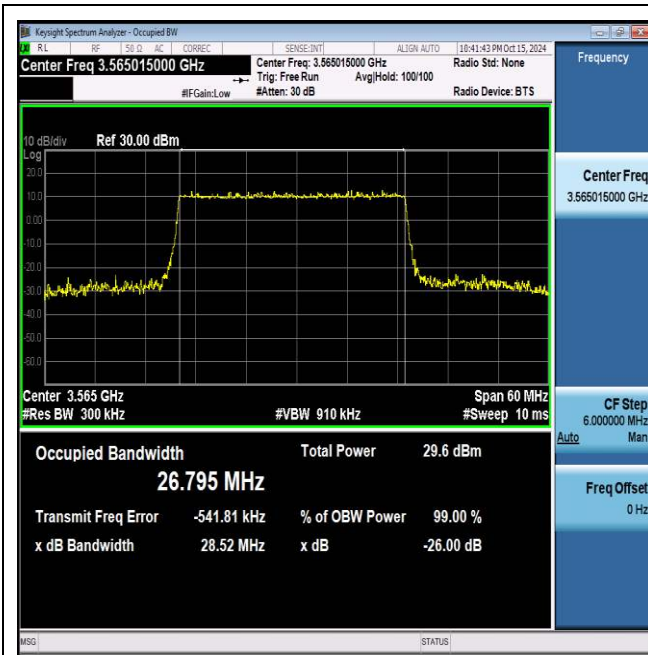 Keysight Spectrum Analyzer - Occupied BW
RL RF 50 Ω AC CORREC SENSE:INT ALIGN AUTO 10:41:43 PM Oct 15, 2024
Center Freq 3.565015000 GHz
Center Freq: 3.565015000 GHz Radio Std: None
Trig: Free Run Avg|Hold: 100/100
#IFGain:Low #Atten: 30 dB Radio Device: BTS
Frequency
10 dB/div Ref 30.00 dBm
Log
20.0
10.0
0.00
-10.0
-20.0
-30.0
-40.0
-50.0
-60.0
Center 3.565 GHz Span 60 MHz
#Res BW 300 kHz #VBW 910 kHz #Sweep 10 ms
Center Freq
3.565015000 GHz
CF Step
6.000000 MHz
Auto Man
Freq Offset
0 Hz
Occupied Bandwidth Total Power 29.6 dBm
26.795 MHz
Transmit Freq Error -541.81 kHz % of OBW Power 99.00 %
x dB Bandwidth 28.52 MHz x dB -26.00 dB
MSG STATUS